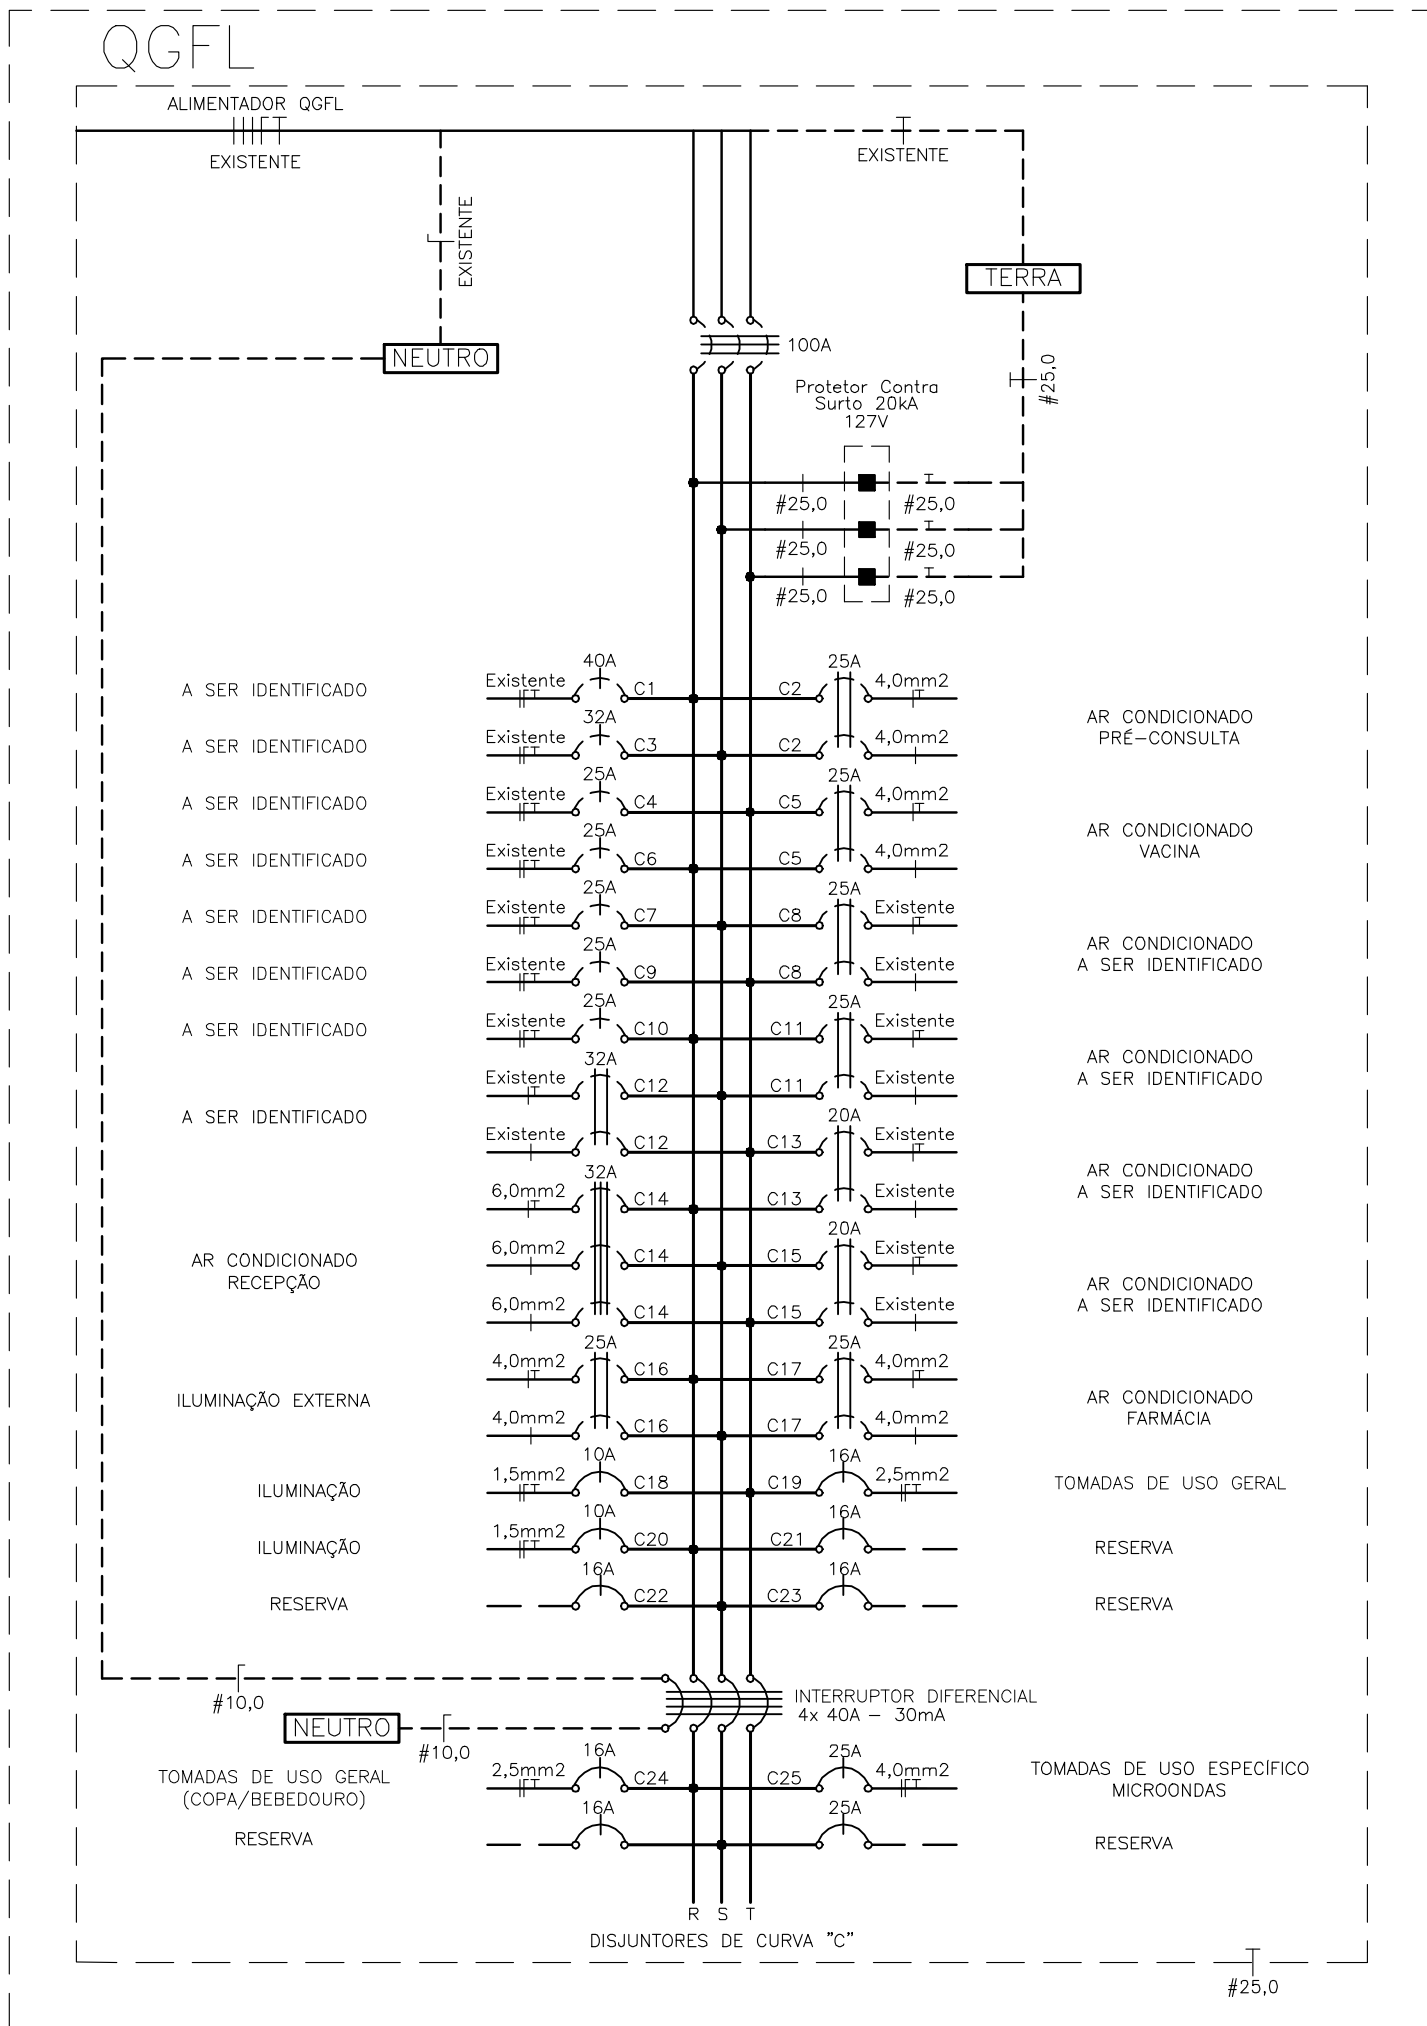 QGFL
ALIMENTADOR QGFL
EXISTENTE
EXISTENTE
EXISTENTE
TERRA
NEUTRO
100A
#25,0
Protetor Contra
Surto 20kA
127V
#25,0 #25,0
#25,0 #25,0
#25,0 #25,0
40A 25A
A SER IDENTIFICADO Existente C1 C2 4,0mm2
AR CONDICIONADO
PRÉ-CONSULTA
32A
A SER IDENTIFICADO Existente C3 C2 4,0mm2
25A 25A
A SER IDENTIFICADO Existente C4 C5 4,0mm2
AR CONDICIONADO
VACINA
25A
A SER IDENTIFICADO Existente C6 C5 4,0mm2
25A 25A
A SER IDENTIFICADO Existente C7 C8 Existente
AR CONDICIONADO
A SER IDENTIFICADO
25A
A SER IDENTIFICADO Existente C9 C8 Existente
25A 25A
A SER IDENTIFICADO Existente C10 C11 Existente
AR CONDICIONADO
A SER IDENTIFICADO
32A
Existente C12 C11 Existente
A SER IDENTIFICADO
20A
Existente C12 C13 Existente
AR CONDICIONADO
A SER IDENTIFICADO
32A
6,0mm2 C14 C13 Existente
20A
6,0mm2 C14 C15 Existente
AR CONDICIONADO
RECEPÇÃO
AR CONDICIONADO
A SER IDENTIFICADO
6,0mm2 C14 C15 Existente
25A 25A
4,0mm2 C16 C17 4,0mm2
ILUMINAÇÃO EXTERNA
AR CONDICIONADO
FARMÁCIA
4,0mm2 C16 C17 4,0mm2
10A 16A
ILUMINAÇÃO 1,5mm2 C18 C19 2,5mm2 TOMADAS DE USO GERAL
10A 16A
ILUMINAÇÃO 1,5mm2 C20 C21 RESERVA
16A 16A
RESERVA C22 C23 RESERVA
#10,0
INTERRUPTOR DIFERENCIAL
4x 40A - 30mA
NEUTRO
#10,0
16A 25A
TOMADAS DE USO GERAL
(COPA/BEBEDOURO)
2,5mm2 C24 C25 4,0mm2
TOMADAS DE USO ESPECÍFICO
MICROONDAS
16A 25A
RESERVA RESERVA
R S T
DISJUNTORES DE CURVA "C"
#25,0